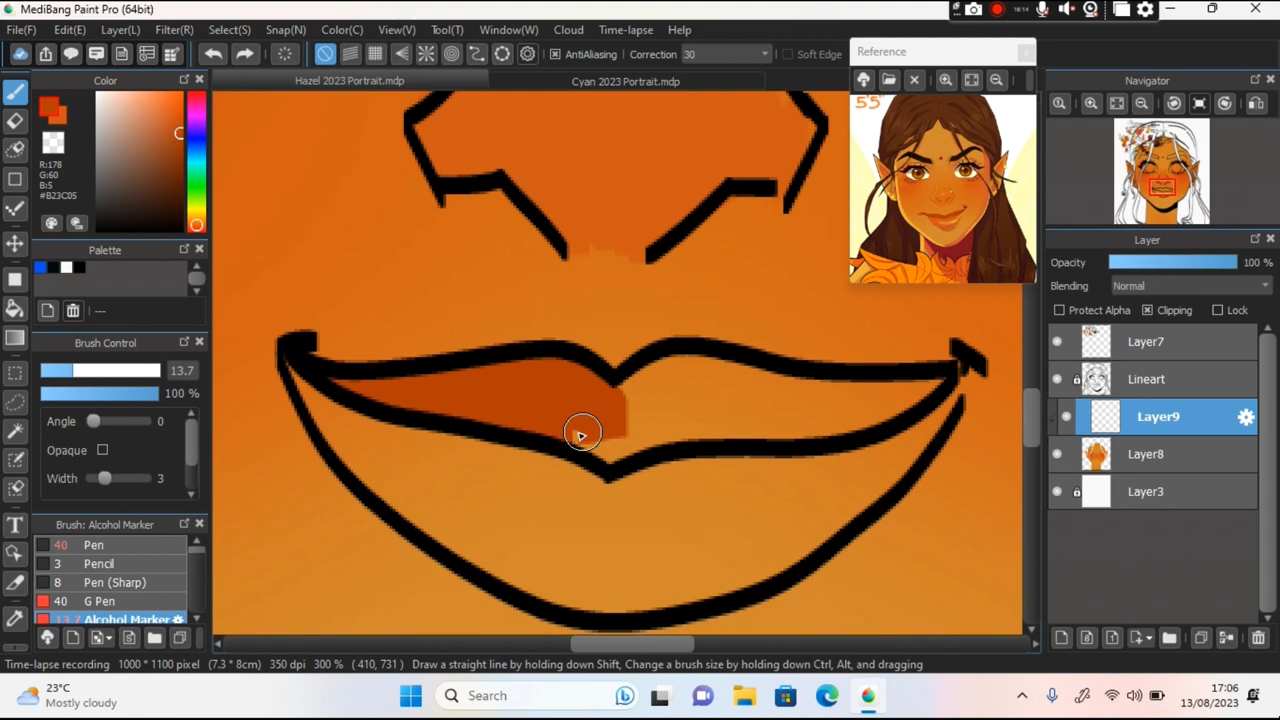 MediBang Paint Pro (64bit)
16:14
File(F) Edit(E) Layer(L) Filter(R) Select(S) Snap(N) Color(C) View(V) Tool(T) Window(W) Cloud Time-lapse Help
AntiAliasing Correction 30 Soft Edge
Reference
Color
Hazel 2023 Portrait.mdp
Cyan 2023 Portrait.mdp
Navigator
5'5"
R:178
G:60
B:5
#B23C05
Palette
---
Layer
Opacity 100 %
Blending Normal
Protect Alpha Clipping Lock
Brush Control
13.7
100 %
Angle 0
Opaque
Width 3
Layer7
Lineart
Layer9
Layer8
Layer3
Brush: Alcohol Marker
40 Pen
3 Pencil
8 Pen (Sharp)
40 G Pen
13.7 Alcohol Marker
T
Time-lapse recording 1000 * 1100 pixel (7.3 * 8cm) 350 dpi 300 % ( 410, 731 ) Draw a straight line by holding down Shift, Change a brush size by holding down Ctrl, Alt, and dragging
23°C
Mostly cloudy
Search
17:06
13/08/2023